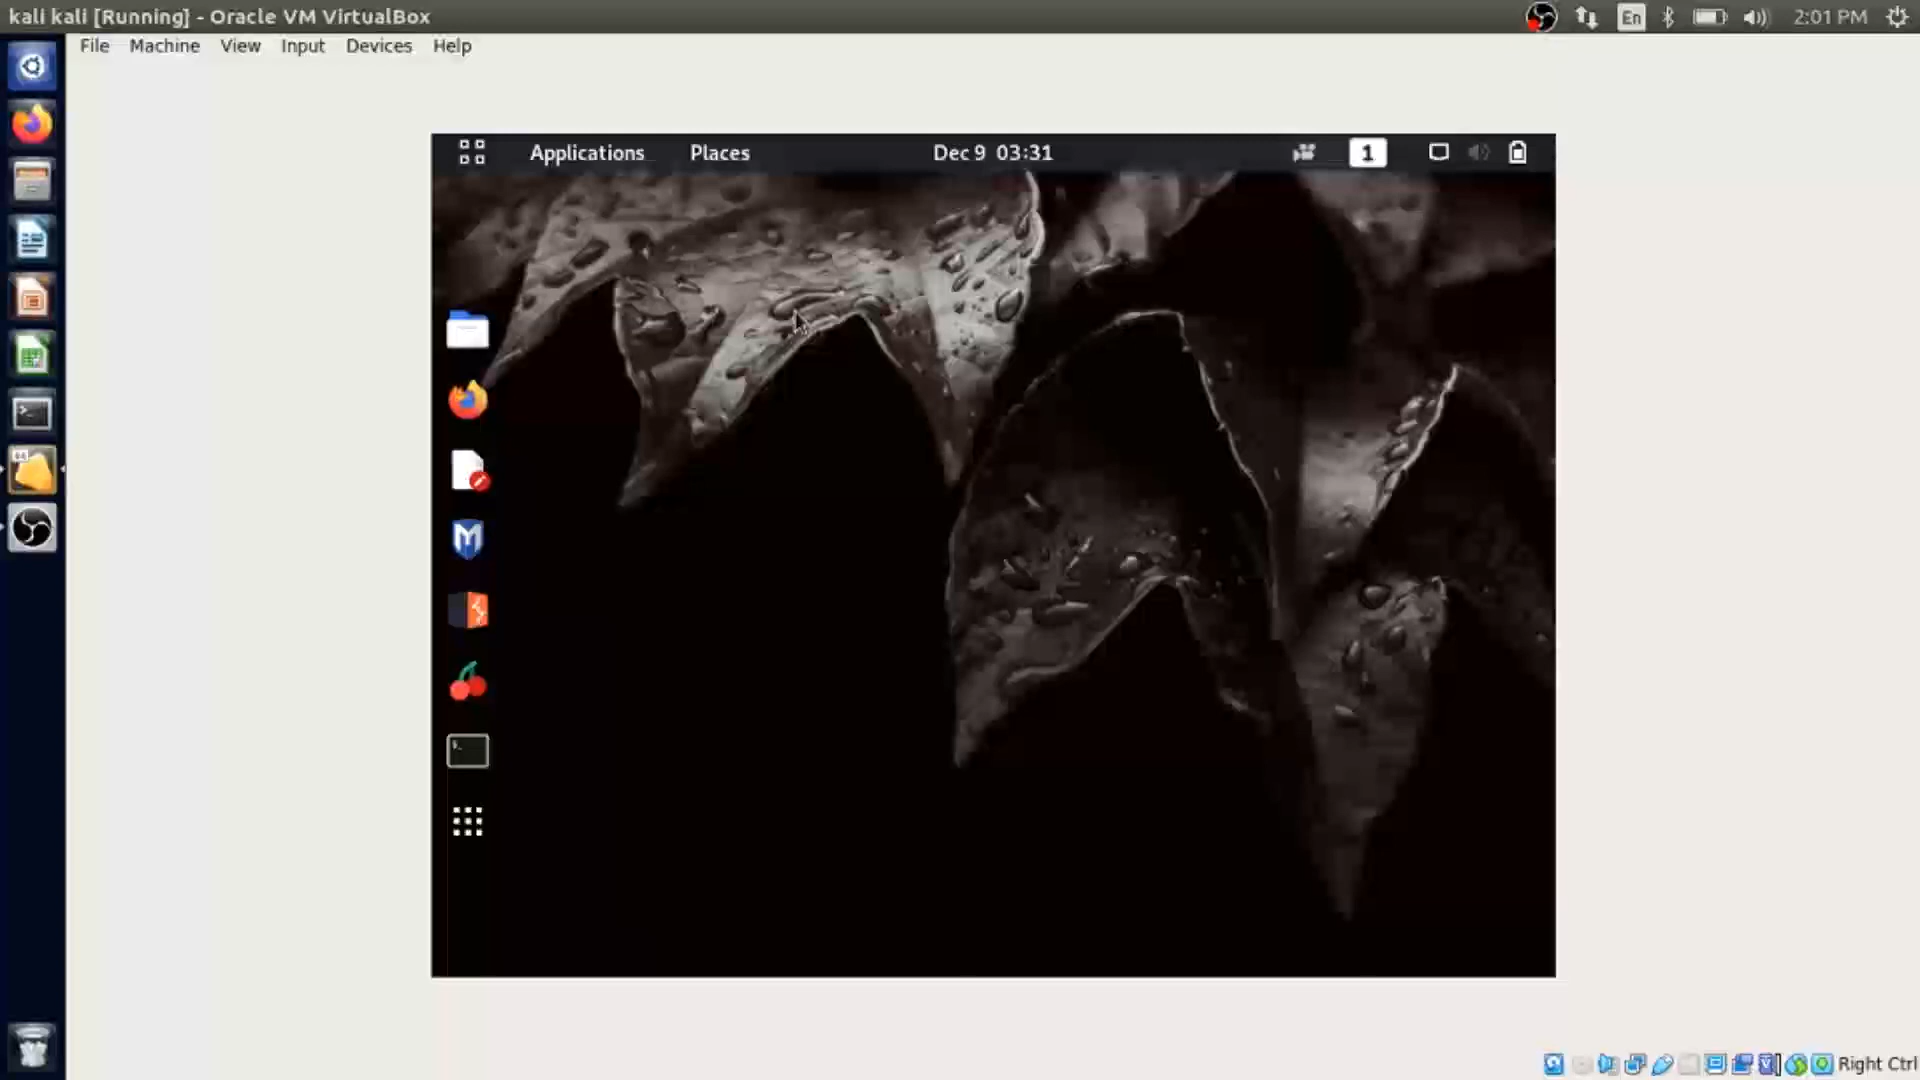 kali kali [Running] - Oracle VM VirtualBox
En
2:01 PM
File Machine View Input Devices Help
Applications Places Dec 9 03:31 1
Right Ctrl